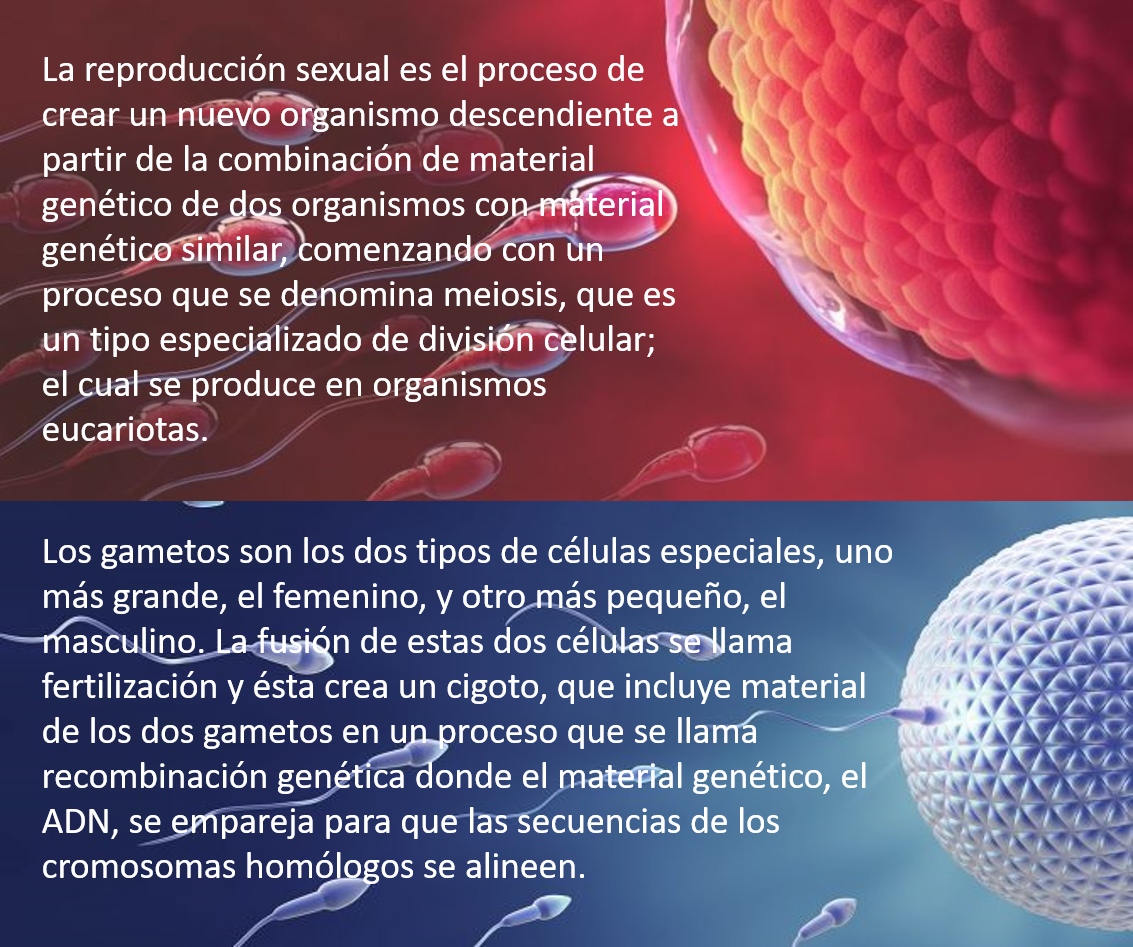 La reproducción sexual es el proceso de
crear un nuevo organismo descendiente a
partir de la combinación de material
genético de dos organismos con material
genético similar, comenzando con un
proceso que se denomina meiosis, que es
un tipo especializado de división celular;
el cual se produce en organismos
eucariotas.
Los gametos son los dos tipos de células especiales, uno
más grande, el femenino, y otro más pequeño, el
masculino. La fusión de estas dos células se llama
fertilización y ésta crea un cigoto, que incluye material
de los dos gametos en un proceso que se llama
recombinación genética donde el material genético, el
ADN, se empareja para que las secuencias de los
cromosomas homólogos se alineen.